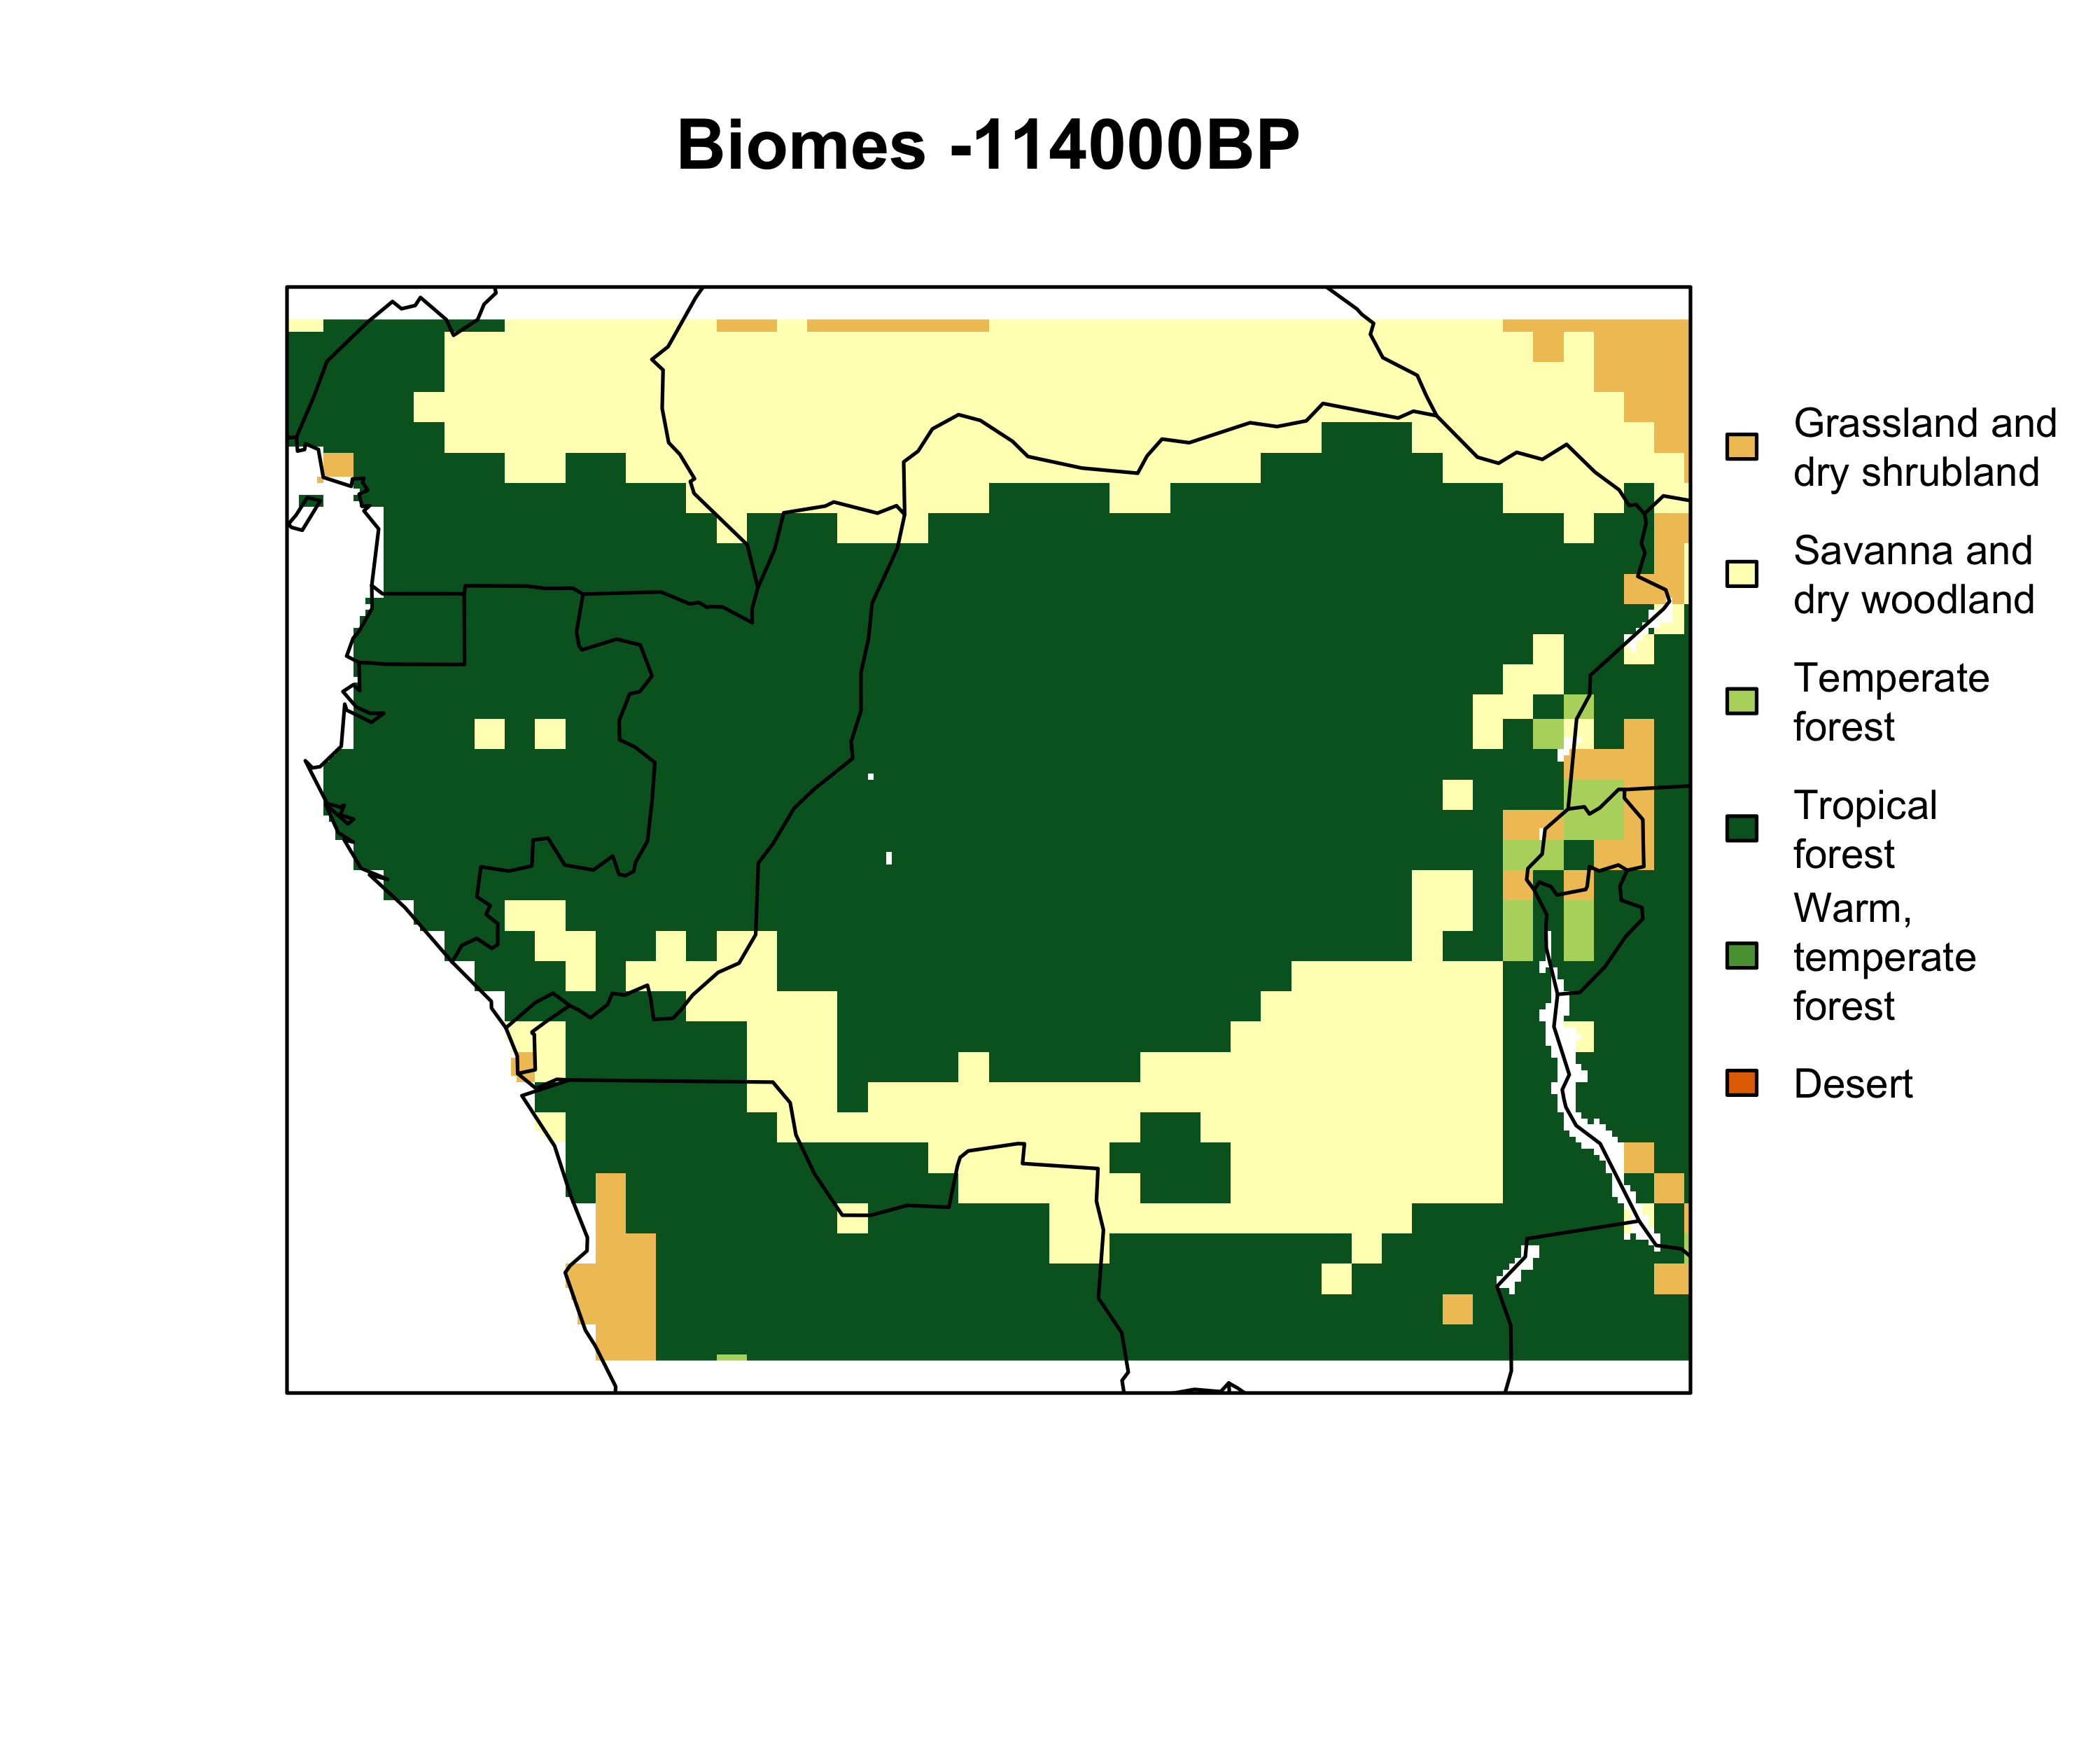 Biomes -114000BP
Grassland and
dry shrubland
Savanna and
dry woodland
Temperate
forest
Tropical
forest
Warm,
temperate
forest
Desert